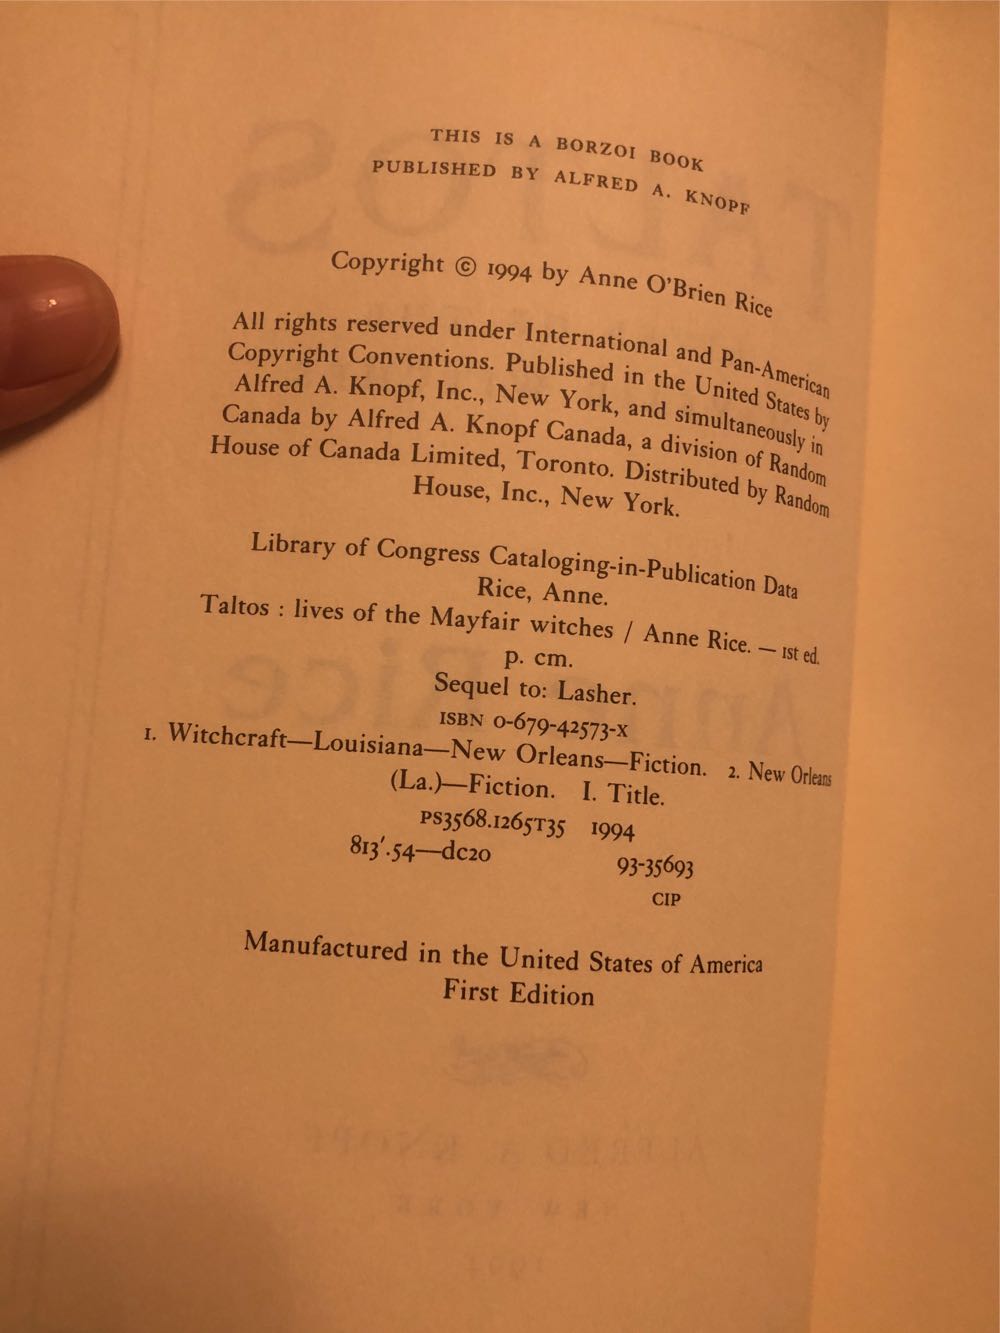 THIS IS A BORZOI BOOK
PUBLISHED BY ALFRED A. KNOPF
Copyright © 1994 by Anne O'Brien Rice
All rights reserved under International and Pan-American
Copyright Conventions. Published in the United States by
Alfred A. Knopf, Inc., New York, and simultaneously in
Canada by Alfred A. Knopf Canada, a division of Random
House of Canada Limited, Toronto. Distributed by Random
House, Inc., New York.
Library of Congress Cataloging-in-Publication Data
Rice, Anne.
Taltos : lives of the Mayfair witches / Anne Rice. — 1st ed.
p. cm.
Sequel to: Lasher.
ISBN 0-679-42573-X
1. Witchcraft—Louisiana—New Orleans—Fiction. 2. New Orleans
(La.)—Fiction. I. Title.
PS3568.I265T35 1994
813'.54—dc20 93-35693
CIP
Manufactured in the United States of America
First Edition